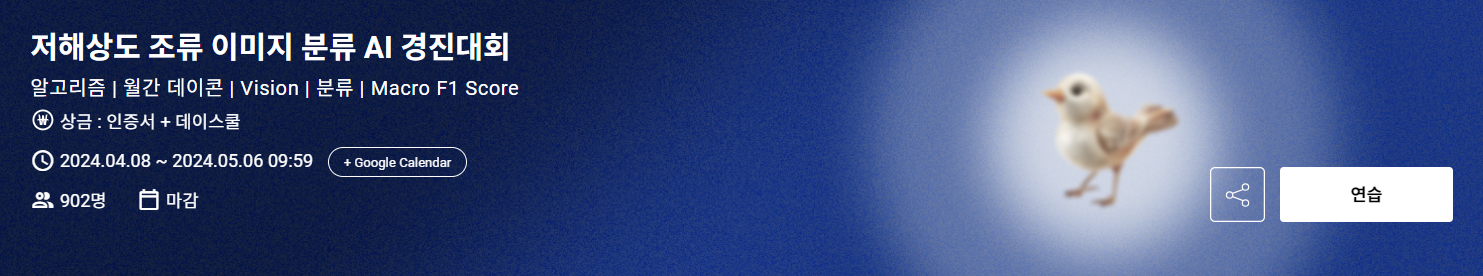 저해상도 조류 이미지 분류 AI 경진대회
알고리즘 | 월간 데이콘 | Vision | 분류 | Macro F1 Score
₩ 상금 : 인증서 + 데이스쿨
2024.04.08 ~ 2024.05.06 09:59 + Google Calendar
902명 마감
연습